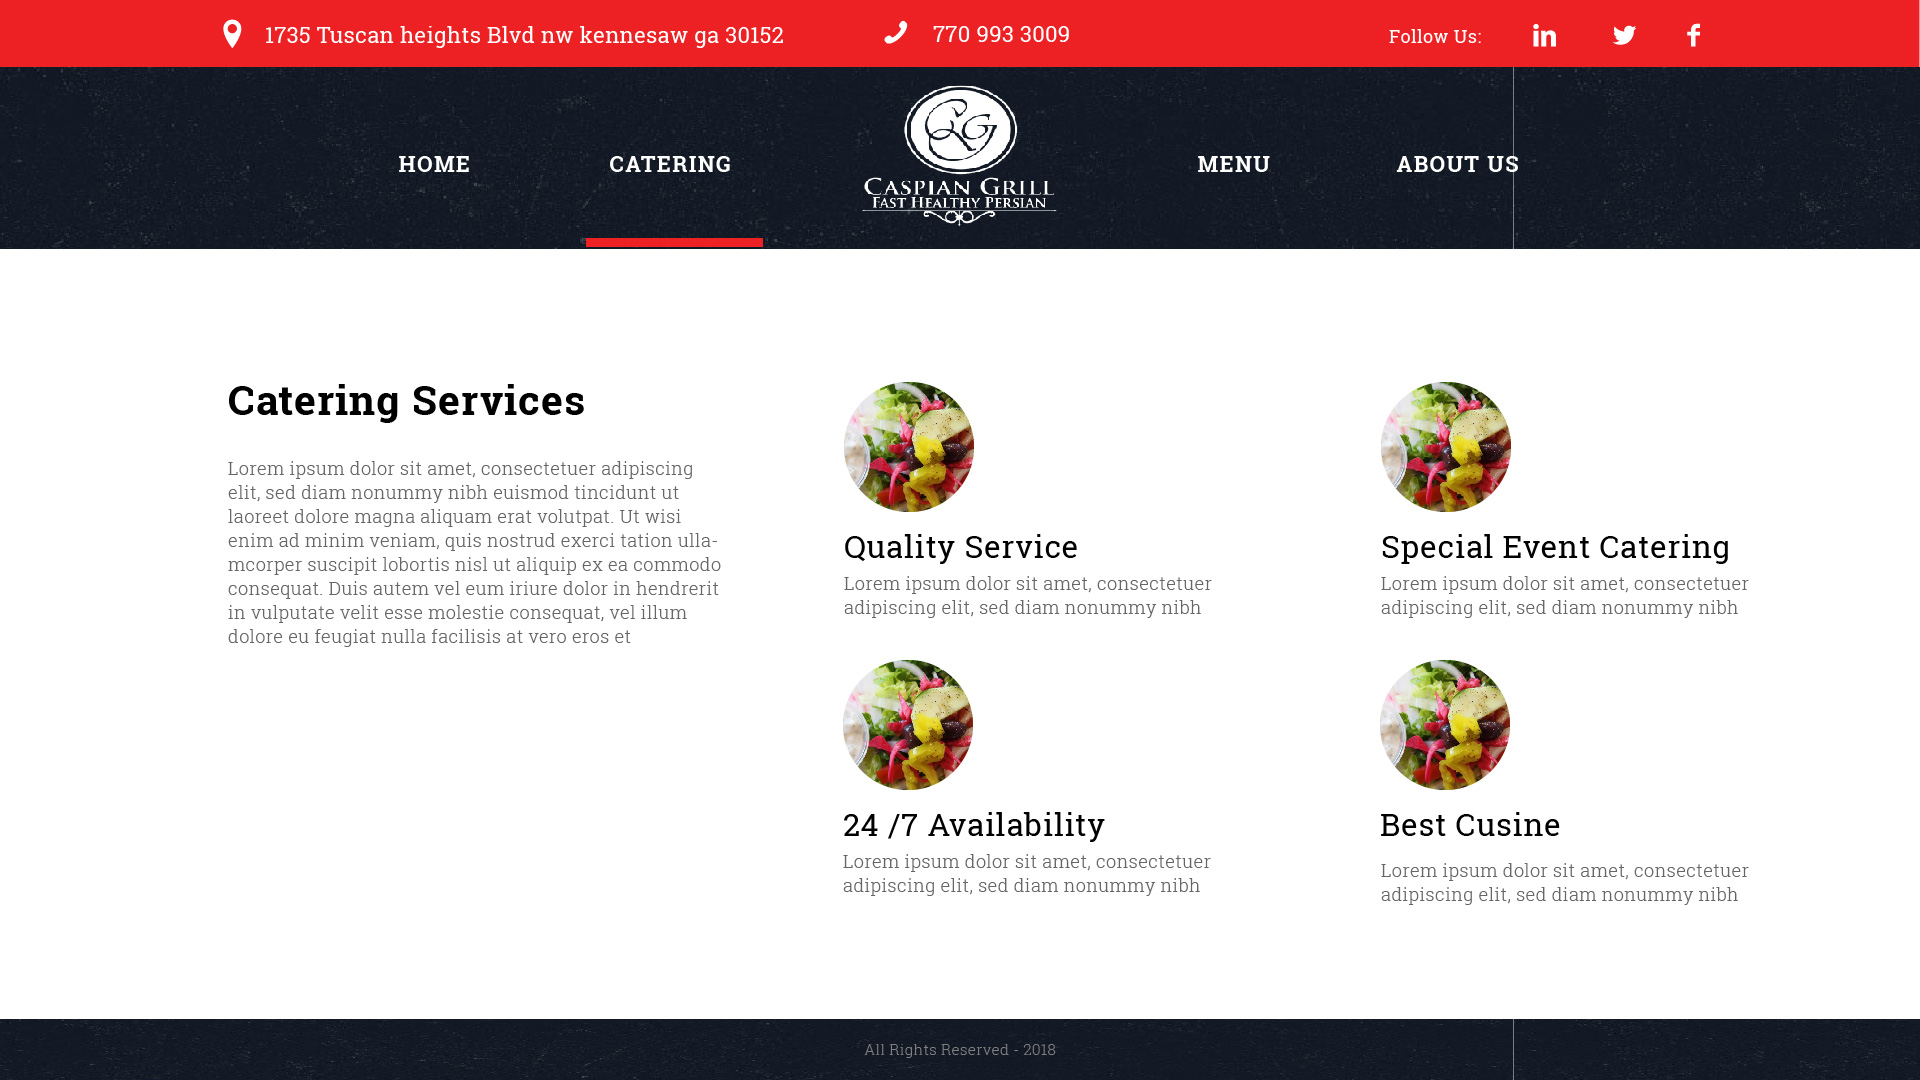 1735 Tuscan heights Blvd nw kennesaw ga 30152
770 993 3009
Follow Us:
HOME
CATERING
CG
CASPIAN GRILL
FAST HEALTHY PERSIAN
MENU
ABOUT US
Catering Services
Lorem ipsum dolor sit amet, consectetuer adipiscing
elit, sed diam nonummy nibh euismod tincidunt ut
laoreet dolore magna aliquam erat volutpat. Ut wisi
enim ad minim veniam, quis nostrud exerci tation ulla-
mcorper suscipit lobortis nisl ut aliquip ex ea commodo
consequat. Duis autem vel eum iriure dolor in hendrerit
in vulputate velit esse molestie consequat, vel illum
dolore eu feugiat nulla facilisis at vero eros et
Quality Service
Lorem ipsum dolor sit amet, consectetuer
adipiscing elit, sed diam nonummy nibh
Special Event Catering
Lorem ipsum dolor sit amet, consectetuer
adipiscing elit, sed diam nonummy nibh
24 /7 Availability
Lorem ipsum dolor sit amet, consectetuer
adipiscing elit, sed diam nonummy nibh
Best Cusine
Lorem ipsum dolor sit amet, consectetuer
adipiscing elit, sed diam nonummy nibh
All Rights Reserved - 2018